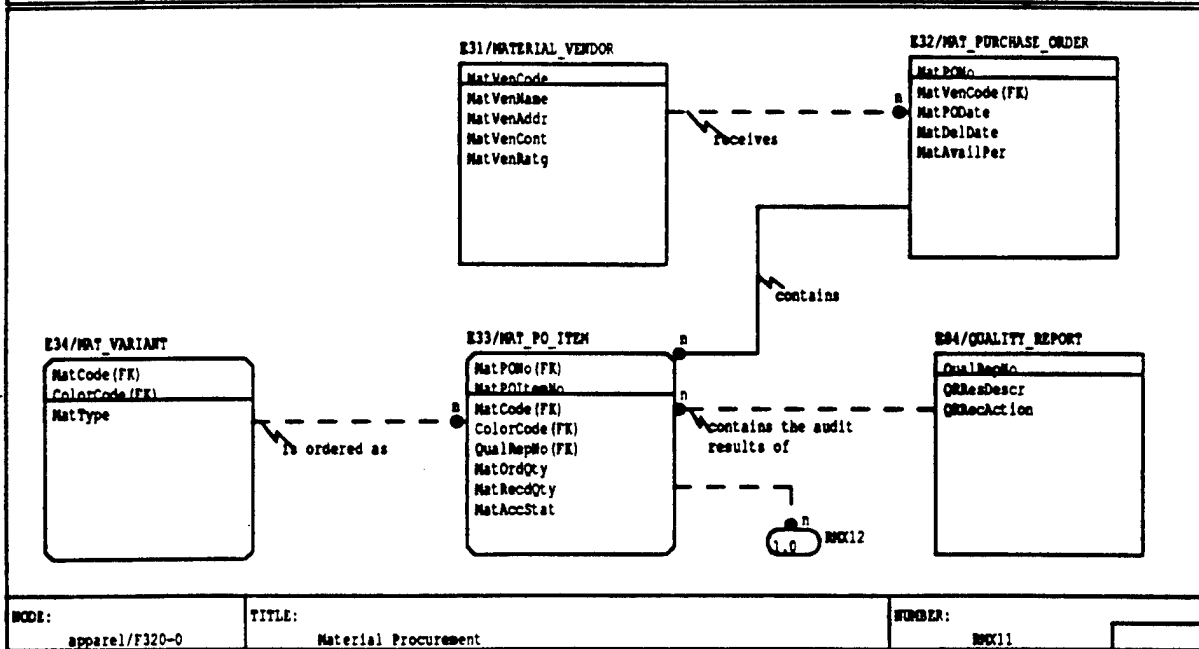 E31/MATERIAL_VENDOR
MatVenCode
MatVenName
MatVenAddr
MatVenCont
MatVenRatg
E32/MAT_PURCHASE_ORDER
MatPONo
MatVenCode(FK)
MatPODate
MatDelDate
MatAvailPer
n
receives
contains
E34/MAT_VARIANT
MatCode(FK)
ColorCode(FK)
MatType
n
is ordered as
E33/MAT_PO_ITEM
MatPONo(FK)
MatPOItemNo
MatCode(FK)
ColorCode(FK)
QualRepNo(FK)
MatOrdQty
MatRecdQty
MatAccStat
n
n
contains the audit
results of
n
1.0
RMX12
E84/QUALITY_REPORT
QualRepNo
QRResDescr
QRRecAction
NODE:
apparel/F320-0
TITLE:
Material Procurement
NUMBER:
RMX11